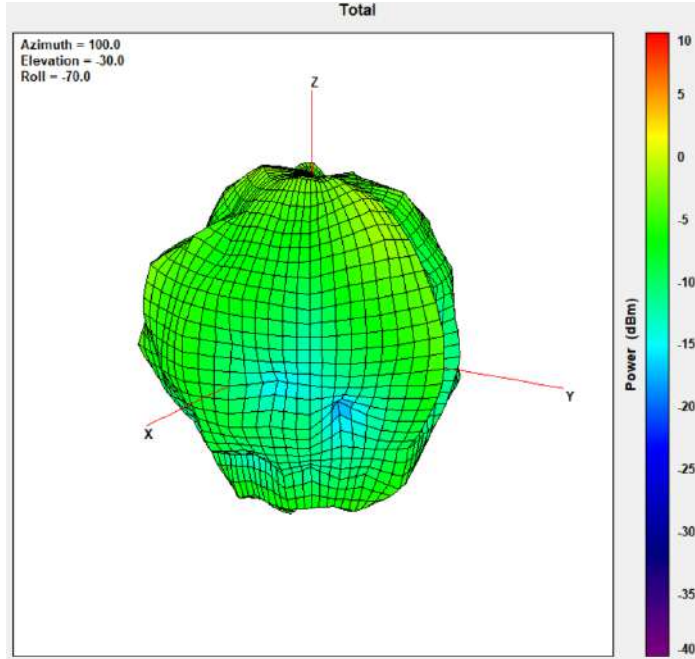 Total
Azimuth = 100.0
Elevation = -30.0
Roll = -70.0
Z
Y
X
10
5
0
-5
-10
-15
-20
-25
-30
-35
-40
Power (dBm)